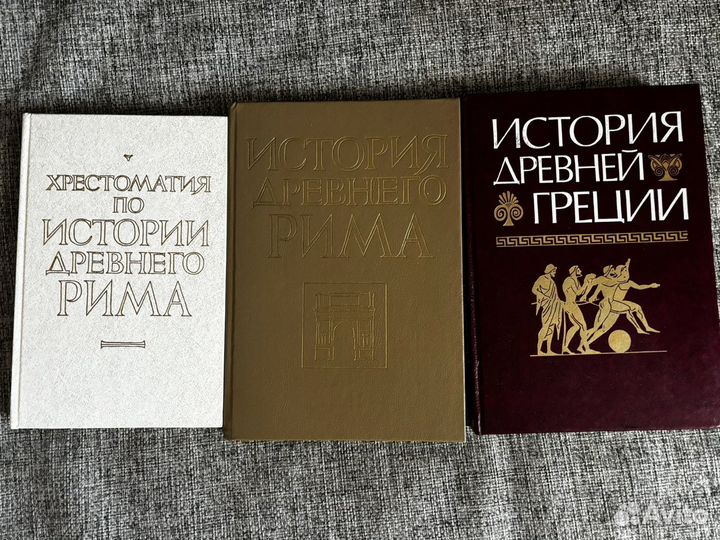 ХРЕСТОМАТИЯ
ПО
ИСТОРИИ
ДРЕВНЕГО
РИМА
ИСТОРИЯ
ДРЕВНЕГО
РИМА
ИСТОРИЯ
ДРЕВНЕЙ
ГРЕЦИИ
Avito